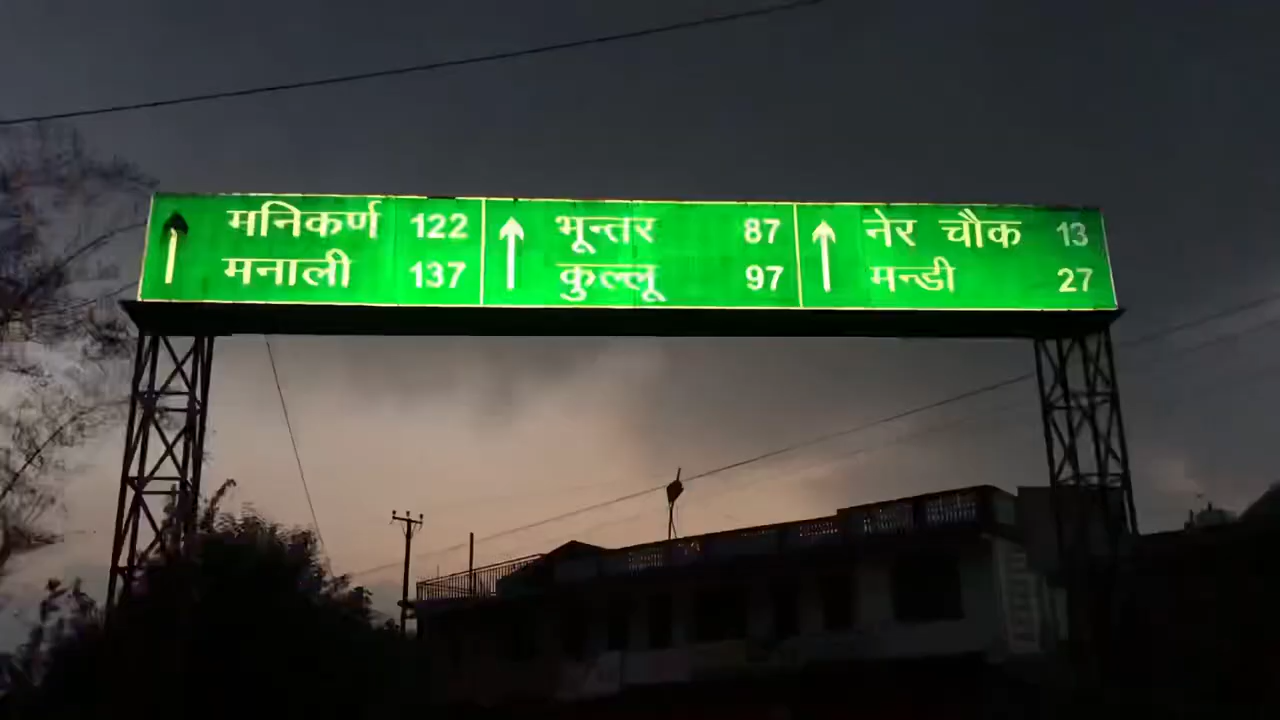 मनिकर्ण 122
मनाली 137
भून्तर 87
कुल्लू 97
नेर चौक 13
मन्डी 27